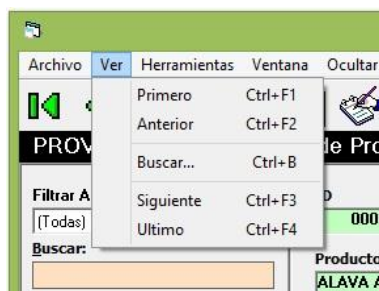 Archivo Ver Herramientas Ventana Ocultar
Primero Ctrl+F1
Anterior Ctrl+F2
Buscar... Ctrl+B
Siguiente Ctrl+F3
Ultimo Ctrl+F4
PROV
de Pro
Filtrar A
(Todas)
000
Buscar:
Producto
ALAVA A